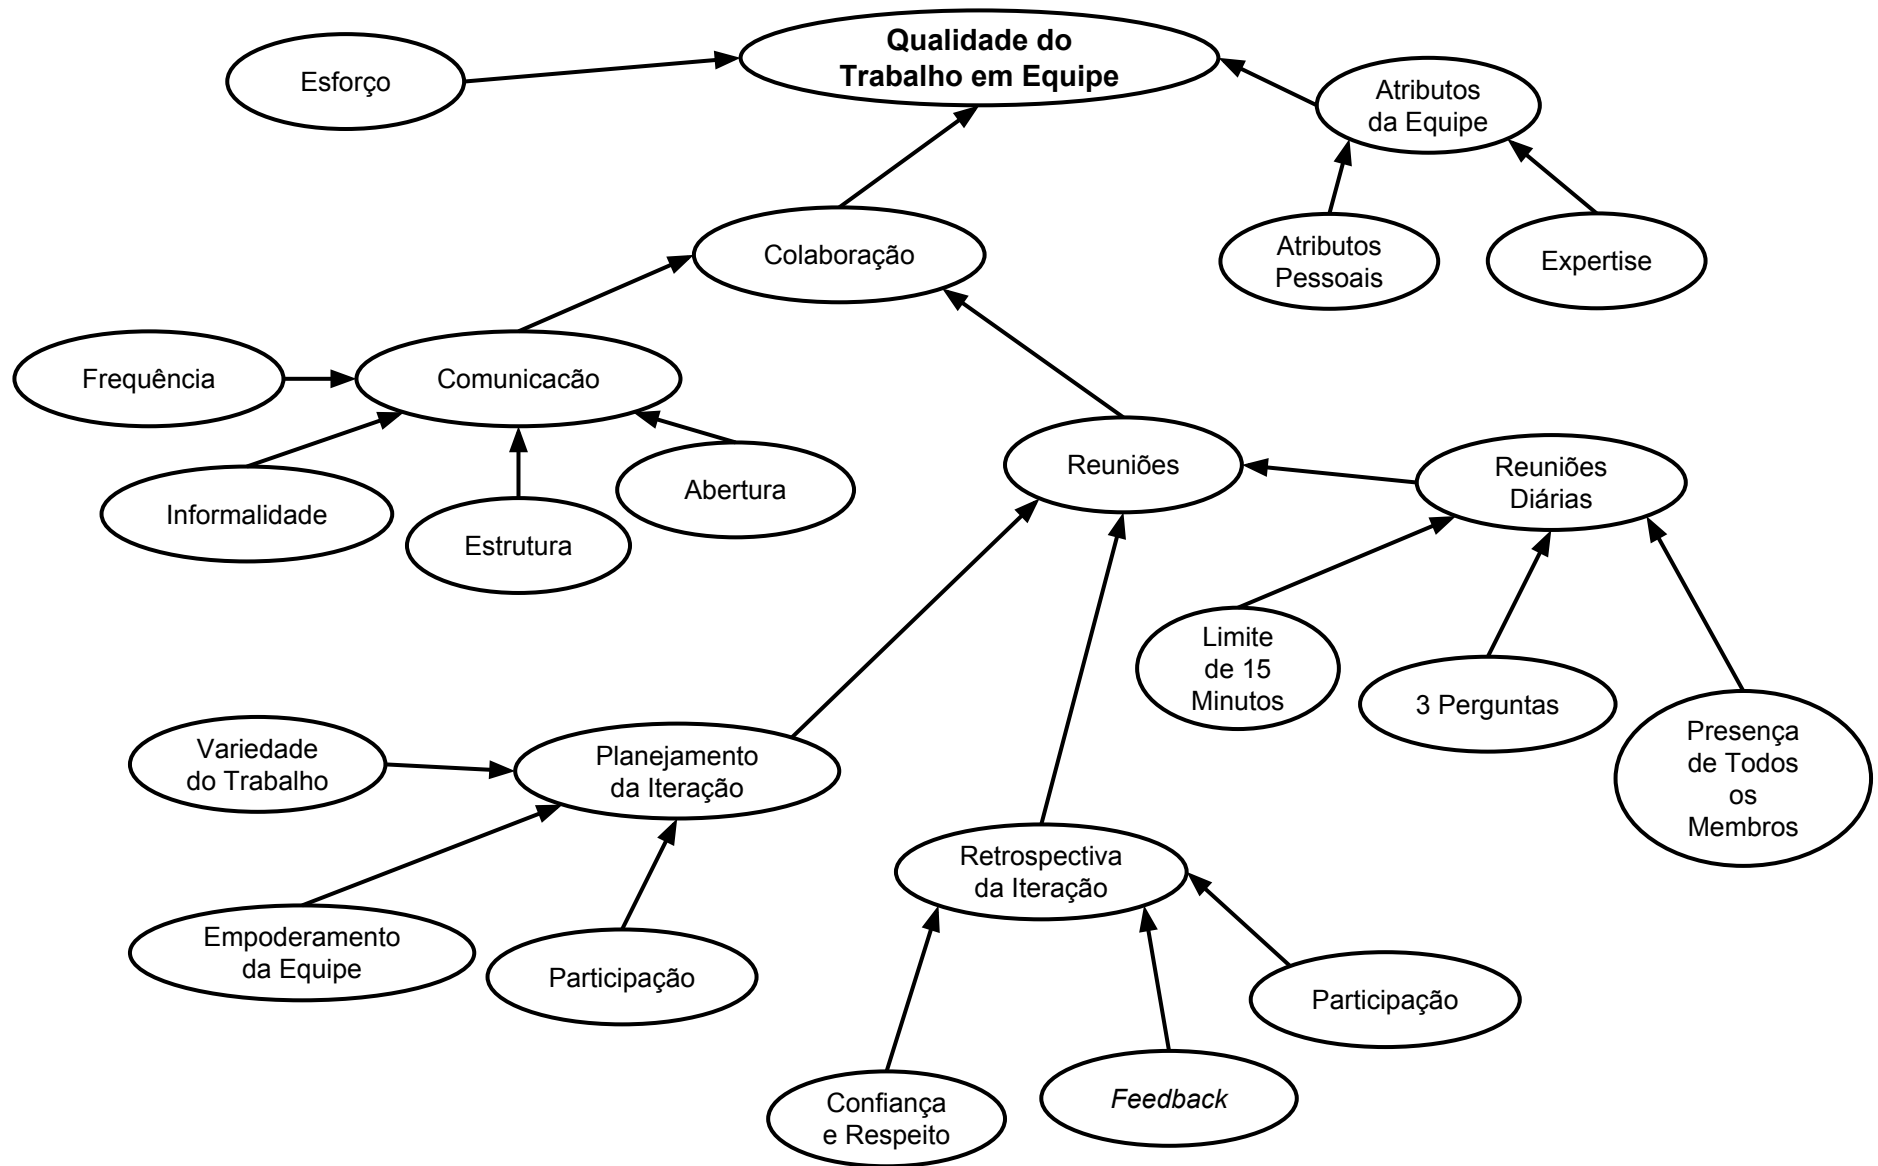 Qualidade do
Trabalho em Equipe
Esforço
Atributos
da Equipe
Colaboração
Atributos
Pessoais
Expertise
Frequência
Comunicacão
Reuniões
Reuniões
Diárias
Informalidade
Estrutura
Abertura
Limite
de 15
Minutos
3 Perguntas
Presença
de Todos
os
Membros
Variedade
do Trabalho
Planejamento
da Iteração
Retrospectiva
da Iteração
Empoderamento
da Equipe
Participação
Participação
Confiança
e Respeito
Feedback